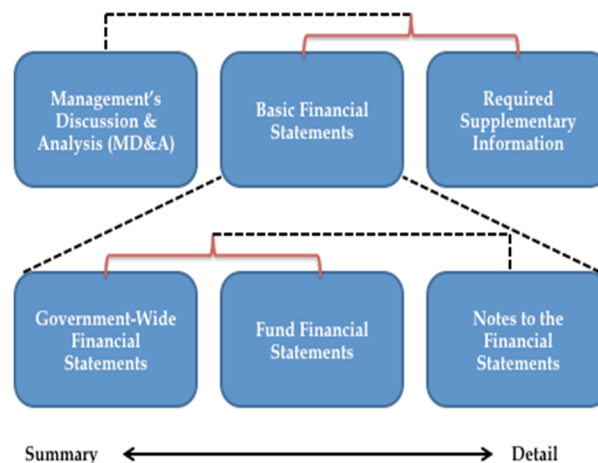 Management's
Discussion &
Analysis (MD&A)
Basic Financial
Statements
Required
Supplementary
Information
Government-Wide
Financial
Statements
Fund Financial
Statements
Notes to the
Financial
Statements
Summary
Detail